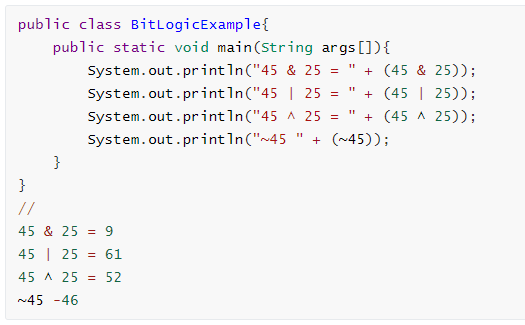 public class BitLogicExample{
    public static void main(String args[]){
        System.out.println("45 & 25 = " + (45 & 25));
        System.out.println("45 | 25 = " + (45 | 25));
        System.out.println("45 ^ 25 = " + (45 ^ 25));
        System.out.println("~45 " + (~45));
    }
}
//
45 & 25 = 9
45 | 25 = 61
45 ^ 25 = 52
~45 -46